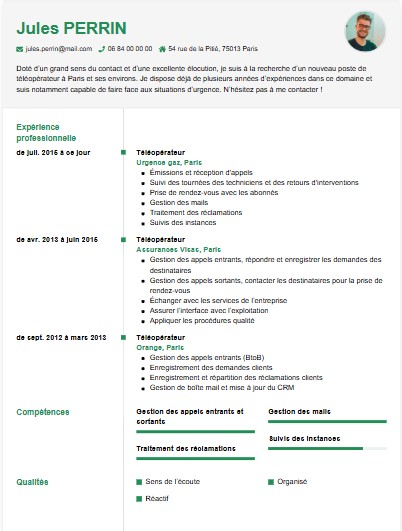 Jules PERRIN
jules.perrin@mail.com 06 84 00 00 00 54 rue de la Pitié, 75013 Paris
Doté d'un grand sens du contact et d'une excellente élocution, je suis à la recherche d'un nouveau poste de
téléopérateur à Paris et ses environs. Je dispose déjà de plusieurs années d'expériences dans ce domaine et
suis notamment capable de faire face aux situations d'urgence. N'hésitez pas à me contacter !
Expérience
professionnelle
de juil. 2015 à ce jour
Téléopérateur
Urgence gaz, Paris
Émissions et réception d'appels
Suivi des tournées des techniciens et des retours d'interventions
Prise de rendez-vous avec les abonnés
Gestion des mails
Traitement des réclamations
Suivis des instances
de avr. 2013 à juin 2015
Téléopérateur
Assurances Visas, Paris
Gestion des appels entrants, répondre et enregistrer les demandes des
destinataires
Gestion des appels sortants, contacter les destinataires pour la prise de
rendez-vous
Échanger avec les services de l'entreprise
Assurer l'interface avec l'exploitation
Appliquer les procédures qualité
de sept. 2012 à mars 2013
Téléopérateur
Orange, Paris
Gestion des appels entrants (BtoB)
Enregistrement des demandes clients
Enregistrement et répartition des réclamations clients
Gestion de boîte mail et mise à jour du CRM
Compétences
Gestion des appels entrants et
sortants
Gestion des mails
Traitement des réclamations
Suivis des instances
Qualités
Sens de l'écoute
Organisé
Réactif